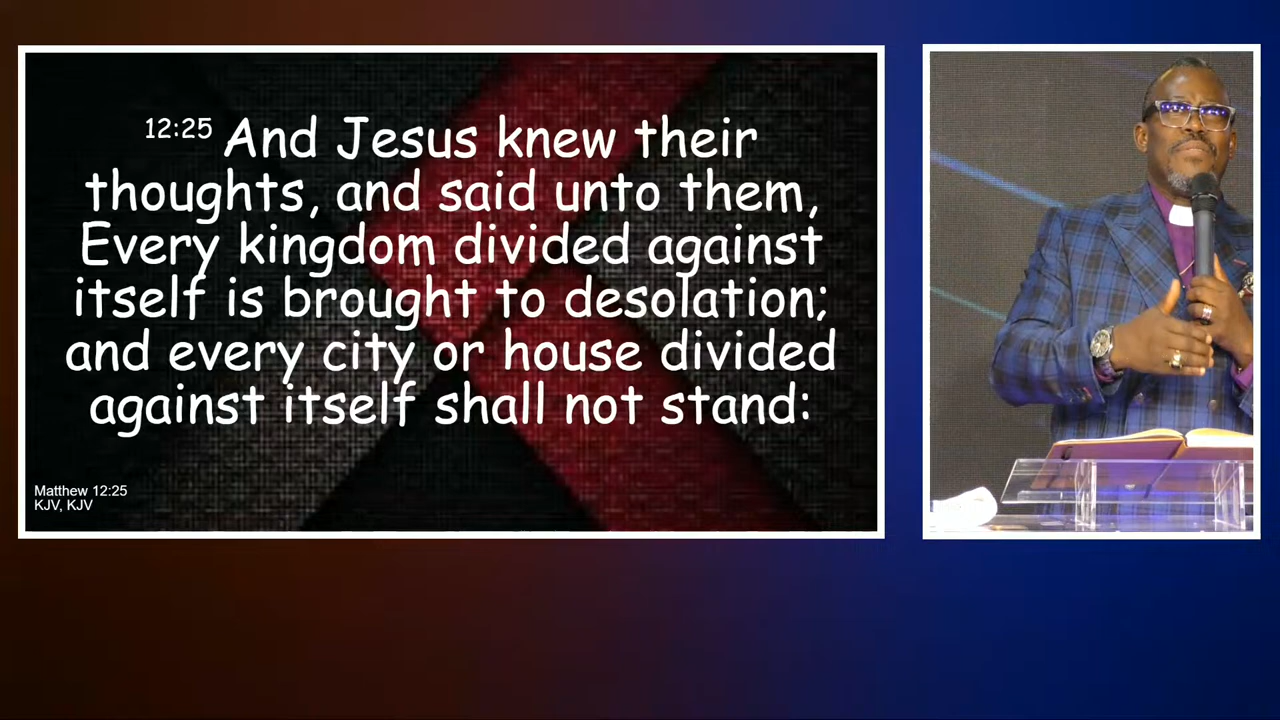 12:25 And Jesus knew their
thoughts, and said unto them,
Every kingdom divided against
itself is brought to desolation;
and every city or house divided
against itself shall not stand:
Matthew 12:25
KJV, KJV